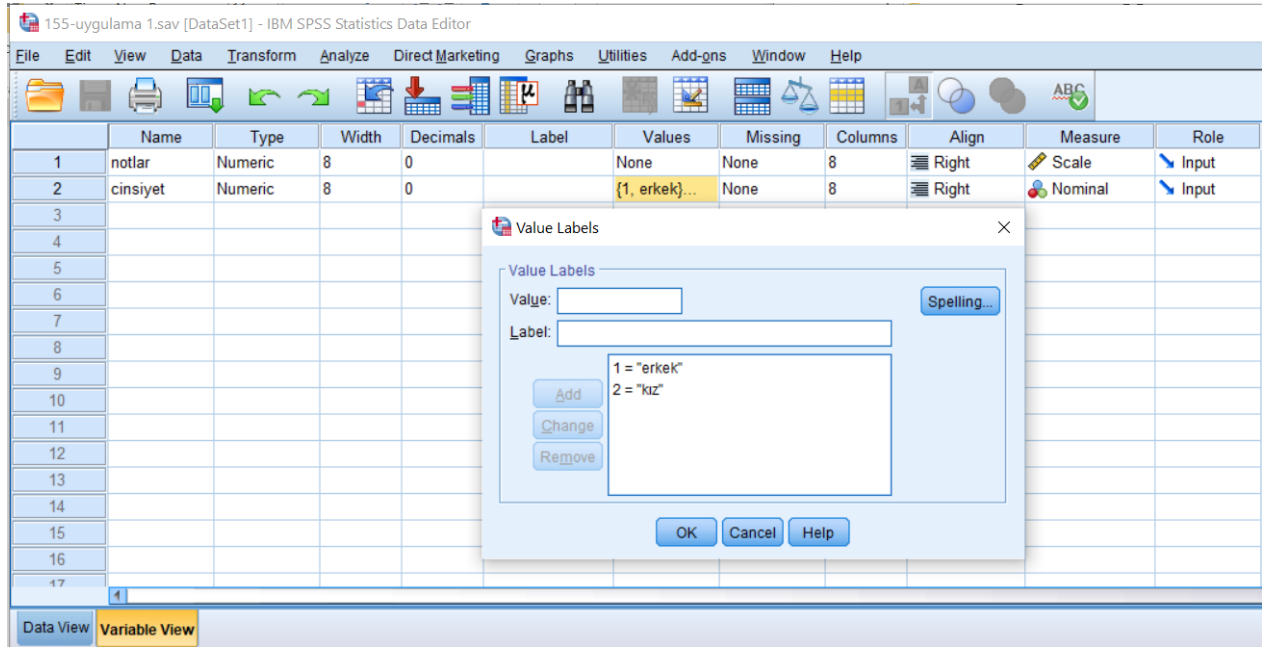 155-uygulama 1.sav [DataSet1] - IBM SPSS Statistics Data Editor
File Edit View Data Transform Analyze Direct Marketing Graphs Utilities Add-ons Window Help
Name Type Width Decimals Label Values Missing Columns Align Measure Role
1 notlar Numeric 8 0 None None 8 Right Scale Input
2 cinsiyet Numeric 8 0 {1, erkek}... None 8 Right Nominal Input
3
4
5
6
7
8
9
10
11
12
13
14
15
16
17
Value Labels
Value Labels
Value:
Spelling...
Label:
1 = "erkek"
2 = "kız"
Add
Change
Remove
OK Cancel Help
Data View Variable View
A
1
μ
ABC